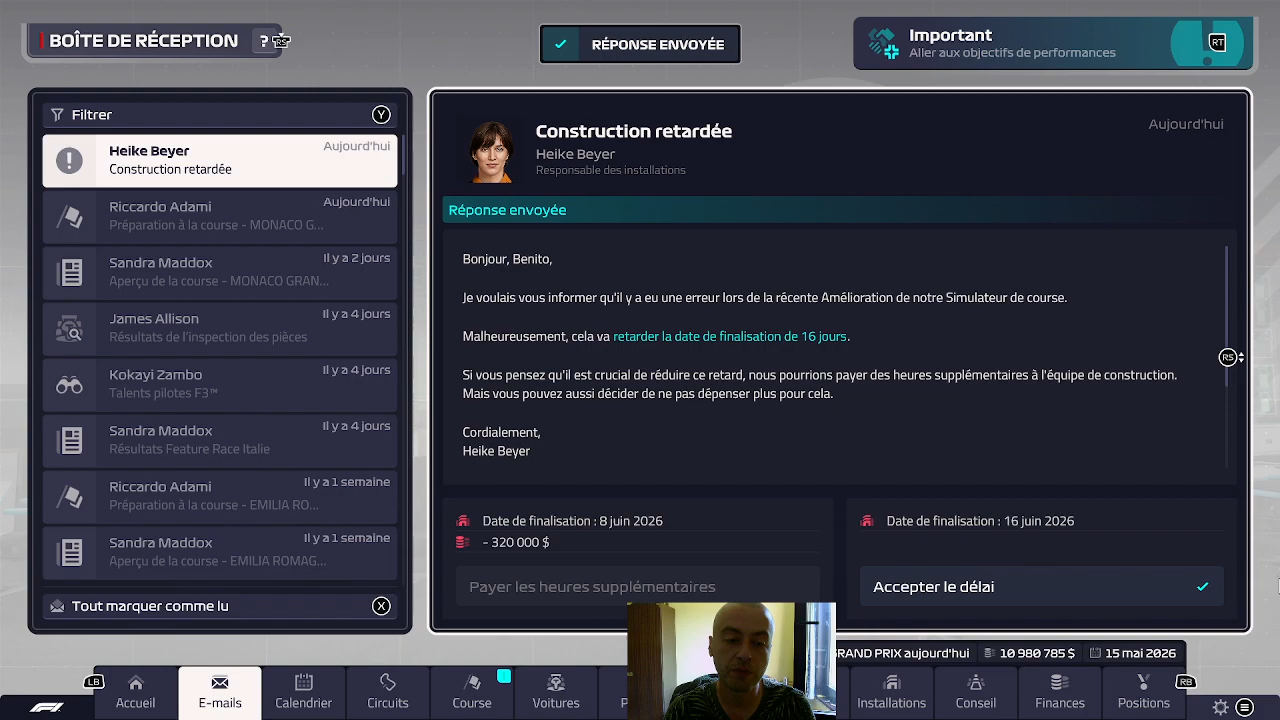 BOÎTE DE RÉCEPTION
?
RS
RÉPONSE ENVOYÉE
Important
Aller aux objectifs de performances
RT
Filtrer
Y
Heike Beyer
Aujourd'hui
Construction retardée
Riccardo Adami
Aujourd'hui
Préparation à la course - MONACO G...
Sandra Maddox
Il y a 2 jours
Aperçu de la course - MONACO GRAN...
James Allison
Il y a 4 jours
Résultats de l'inspection des pièces
Kokayi Zambo
Il y a 4 jours
Talents pilotes F3™
Sandra Maddox
Il y a 4 jours
Résultats Feature Race Italie
Riccardo Adami
Il y a 1 semaine
Préparation à la course - EMILIA RO...
Sandra Maddox
Il y a 1 semaine
Aperçu de la course - EMILIA ROMAG...
Tout marquer comme lu
X
Construction retardée
Aujourd'hui
Heike Beyer
Responsable des installations
Réponse envoyée
Bonjour, Benito,
Je voulais vous informer qu'il y a eu une erreur lors de la récente Amélioration de notre Simulateur de course.
Malheureusement, cela va retarder la date de finalisation de 16 jours.
Si vous pensez qu'il est crucial de réduire ce retard, nous pourrions payer des heures supplémentaires à l'équipe de construction.
Mais vous pouvez aussi décider de ne pas dépenser plus pour cela.
Cordialement,
Heike Beyer
RS
Date de finalisation : 8 juin 2026
- 320 000 $
Payer les heures supplémentaires
Date de finalisation : 16 juin 2026
Accepter le délai
GRAND PRIX aujourd'hui
10 980 785 $
15 mai 2026
LB
Accueil
E-mails
Calendrier
Circuits
Course
Voitures
P
Installations
Conseil
Finances
Positions
RB